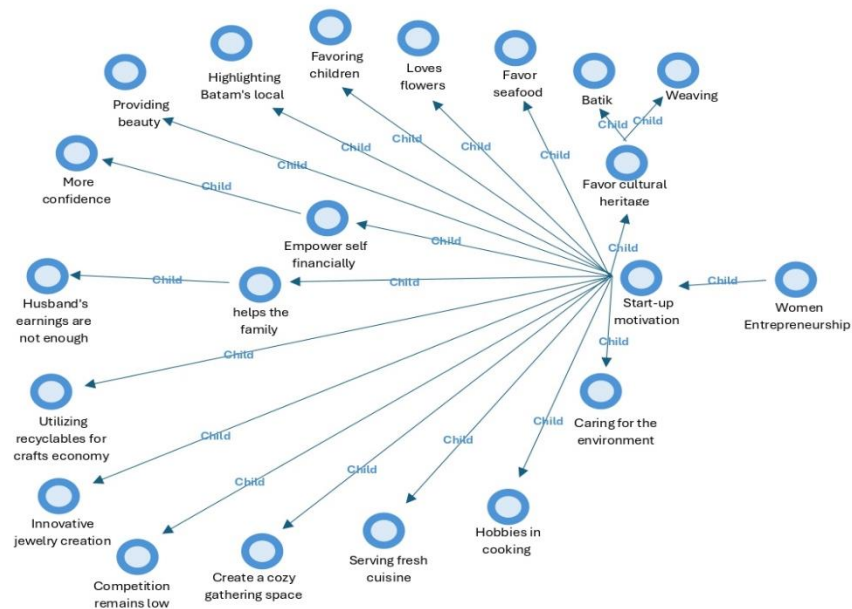 Favoring
children
Loves
flowers
Favor
seafood
Highlighting
Batam's local
Providing
beauty
Batik
Weaving
Child
Child
Child
Child
Child
Child
More
confidence
Child
Favor cultural
heritage
Empower self
financially
Child
Child
Child
Child
Child
Husband's
earnings are
not enough
helps the
family
Start-up
motivation
Women
Entrepreneurship
Child
Utilizing
recyclables for
crafts economy
Child
Caring for the
environment
Child
Child
Innovative
jewelry creation
Child
Child
Child
Hobbies in
cooking
Competition
remains low
Create a cozy
gathering space
Serving fresh
cuisine